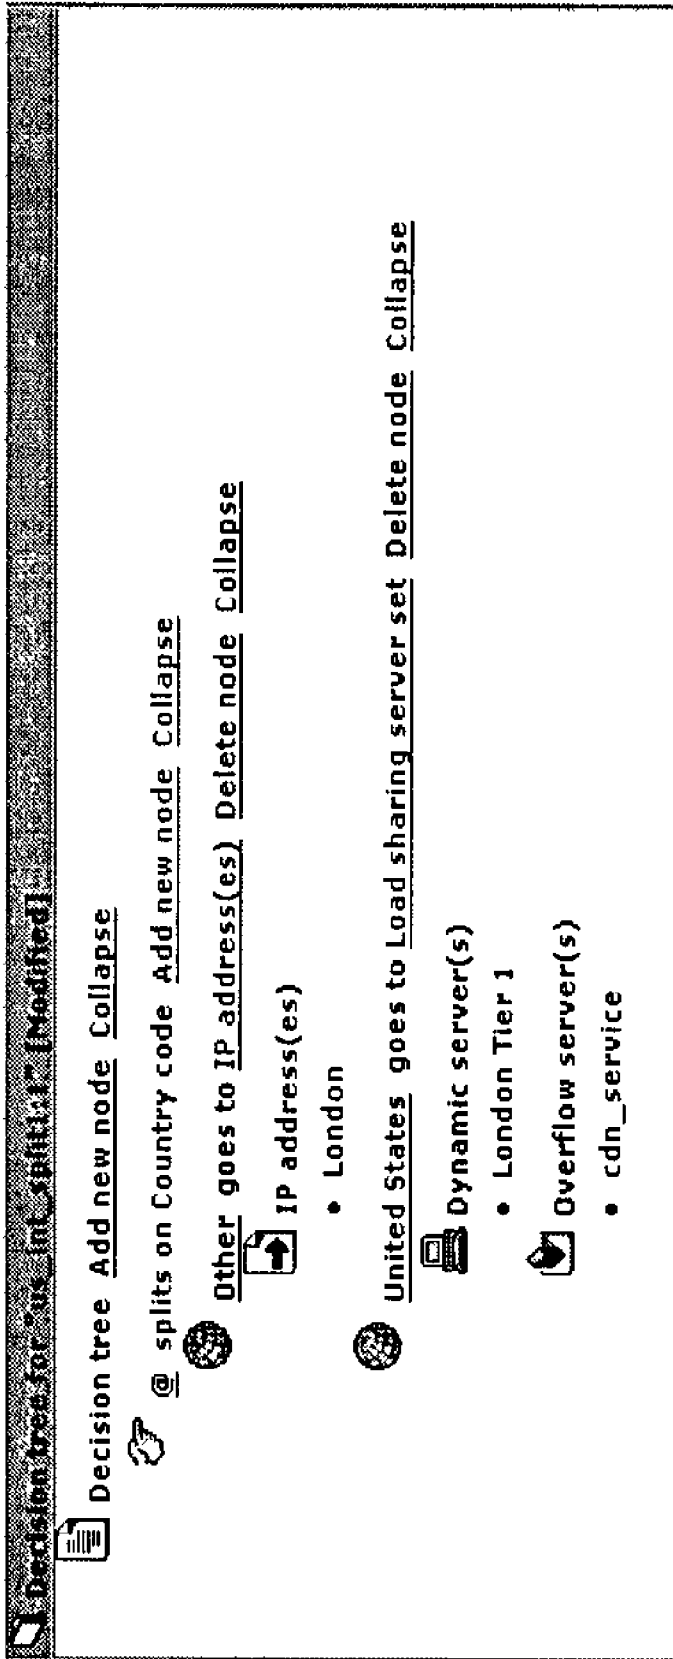 Decision tree for "us_int_split1:1" [Modified]
Decision tree Add new node Collapse
@ splits on Country code Add new node Collapse
Other goes to IP address(es) Delete node Collapse
IP address(es)
• London
United States goes to Load sharing server set Delete node Collapse
Dynamic server(s)
• London Tier 1
Overflow server(s)
• cdn_service